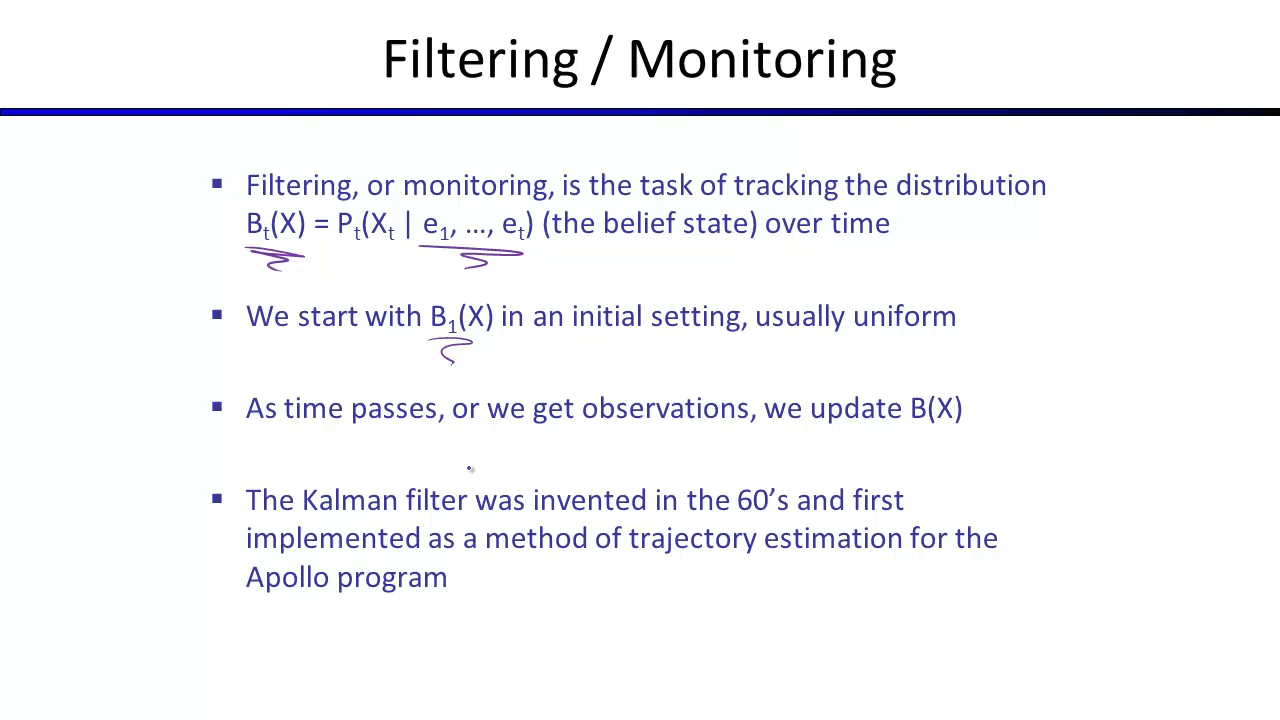 Filtering / Monitoring
▪ Filtering, or monitoring, is the task of tracking the distribution
Bₜ(X) = Pₜ(Xₜ | e₁, …, eₜ) (the belief state) over time
▪ We start with B₁(X) in an initial setting, usually uniform
▪ As time passes, or we get observations, we update B(X)
▪ The Kalman filter was invented in the 60’s and first
implemented as a method of trajectory estimation for the
Apollo program